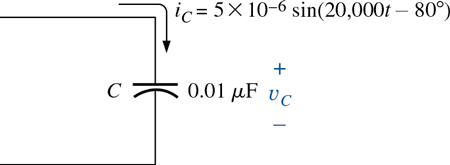 i_C = 5 × 10⁻⁶ sin(20,000t – 80°)
+
C 0.01 μF v_C
–